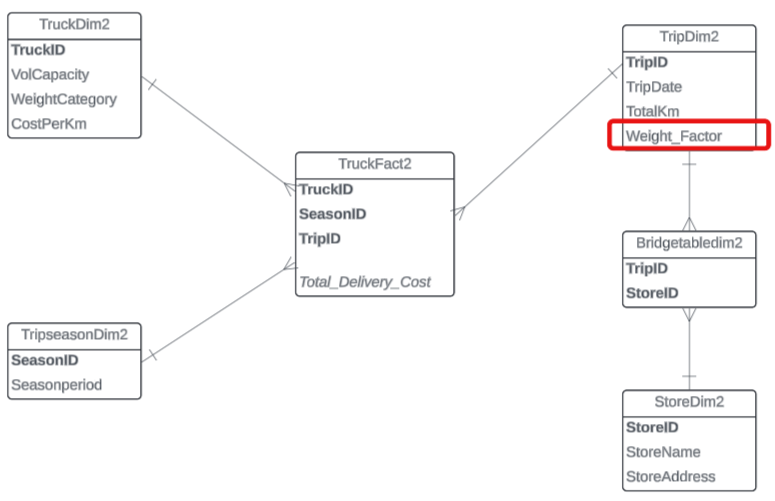 TruckDim2
TruckID
VolCapacity
WeightCategory
CostPerKm
TripDim2
TripID
TripDate
TotalKm
Weight_Factor
TruckFact2
TruckID
SeasonID
TripID
Total_Delivery_Cost
Bridgetabledim2
TripID
StoreID
TripseasonDim2
SeasonID
Seasonperiod
StoreDim2
StoreID
StoreName
StoreAddress